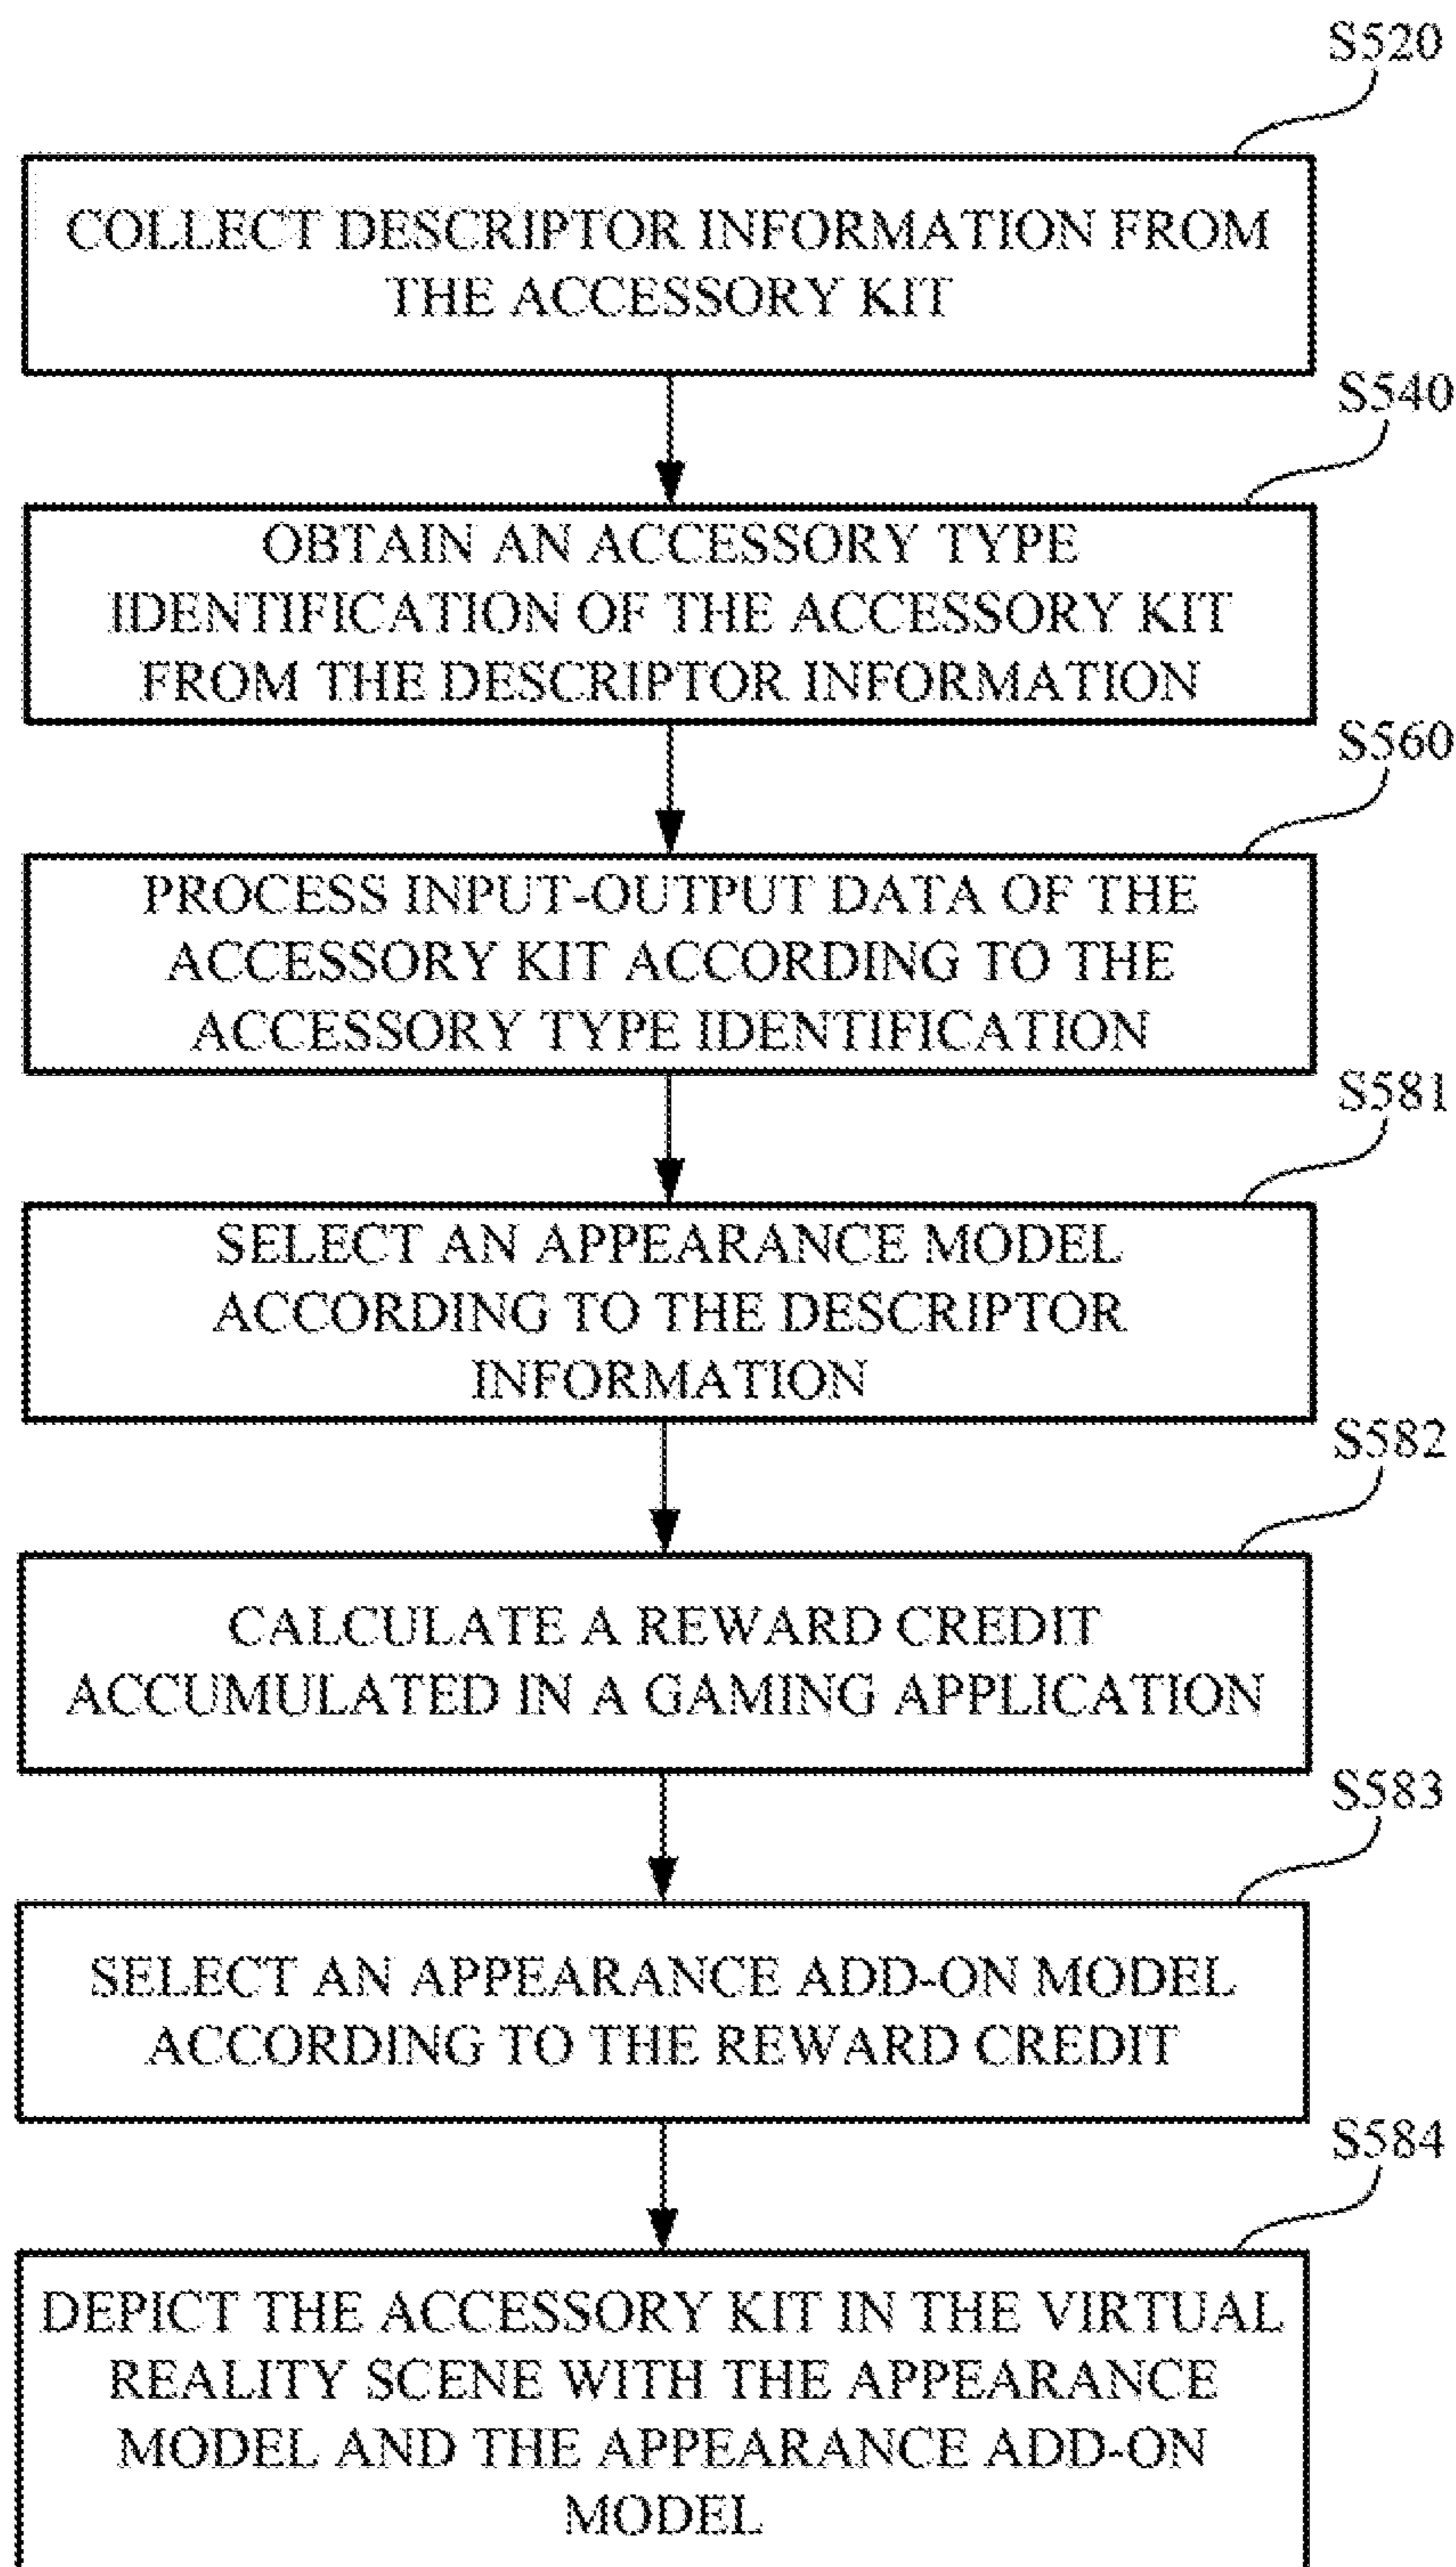 S520
COLLECT DESCRIPTOR INFORMATION FROM
THE ACCESSORY KIT
S540
OBTAIN AN ACCESSORY TYPE
IDENTIFICATION OF THE ACCESSORY KIT
FROM THE DESCRIPTOR INFORMATION
S560
PROCESS INPUT-OUTPUT DATA OF THE
ACCESSORY KIT ACCORDING TO THE
ACCESSORY TYPE IDENTIFICATION
S581
SELECT AN APPEARANCE MODEL
ACCORDING TO THE DESCRIPTOR
INFORMATION
S582
CALCULATE A REWARD CREDIT
ACCUMULATED IN A GAMING APPLICATION
S583
SELECT AN APPEARANCE ADD-ON MODEL
ACCORDING TO THE REWARD CREDIT
S584
DEPICT THE ACCESSORY KIT IN THE VIRTUAL
REALITY SCENE WITH THE APPEARANCE
MODEL AND THE APPEARANCE ADD-ON
MODEL